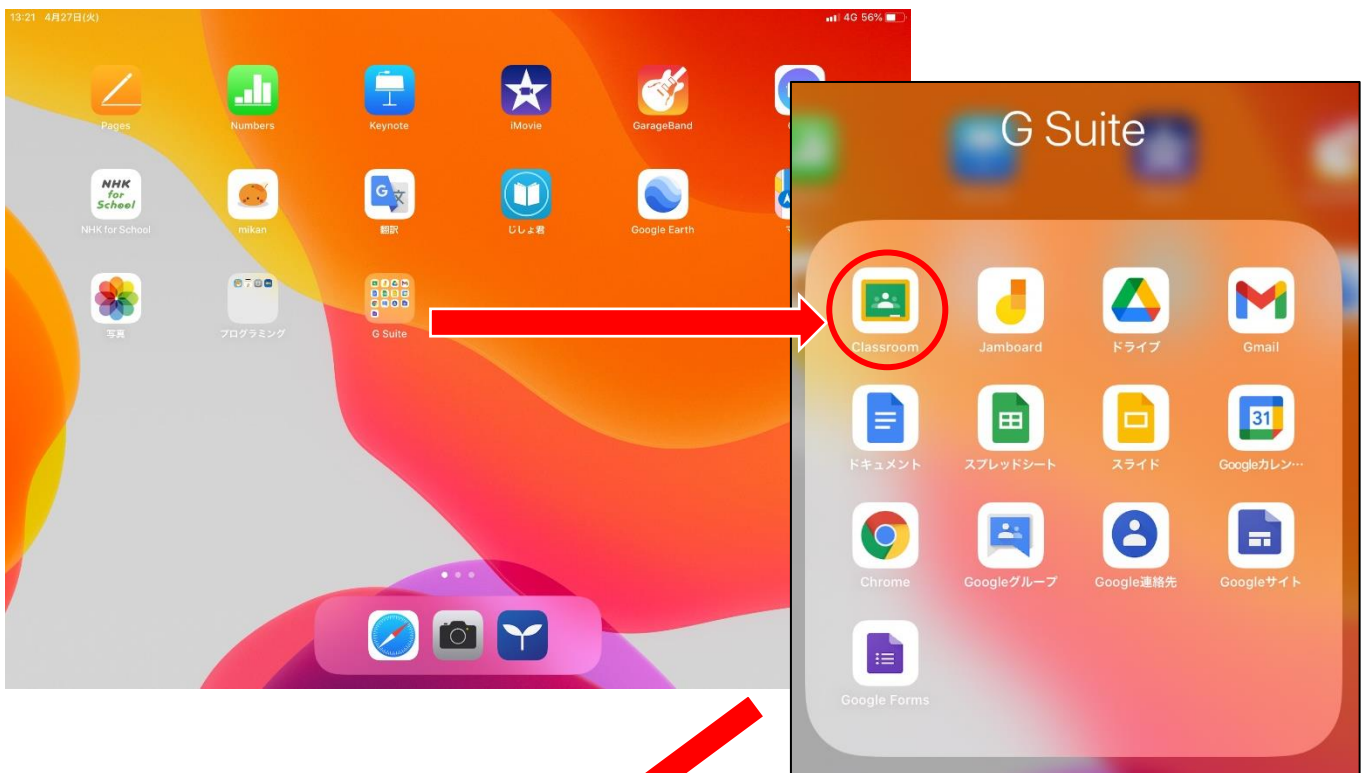 13:21 4月27日(火)
4G 56%
Pages
Numbers
Keynote
iMovie
GarageBand
NHK
for
School
NHK for School
mikan
G 文
翻訳
じしょ君
Google Earth
写真
プログラミング
G Suite
G Suite
Classroom
Jamboard
ドライブ
Gmail
ドキュメント
スプレッドシート
スライド
31
Googleカレン…
Chrome
Googleグループ
Google連絡先
Googleサイト
Google Forms